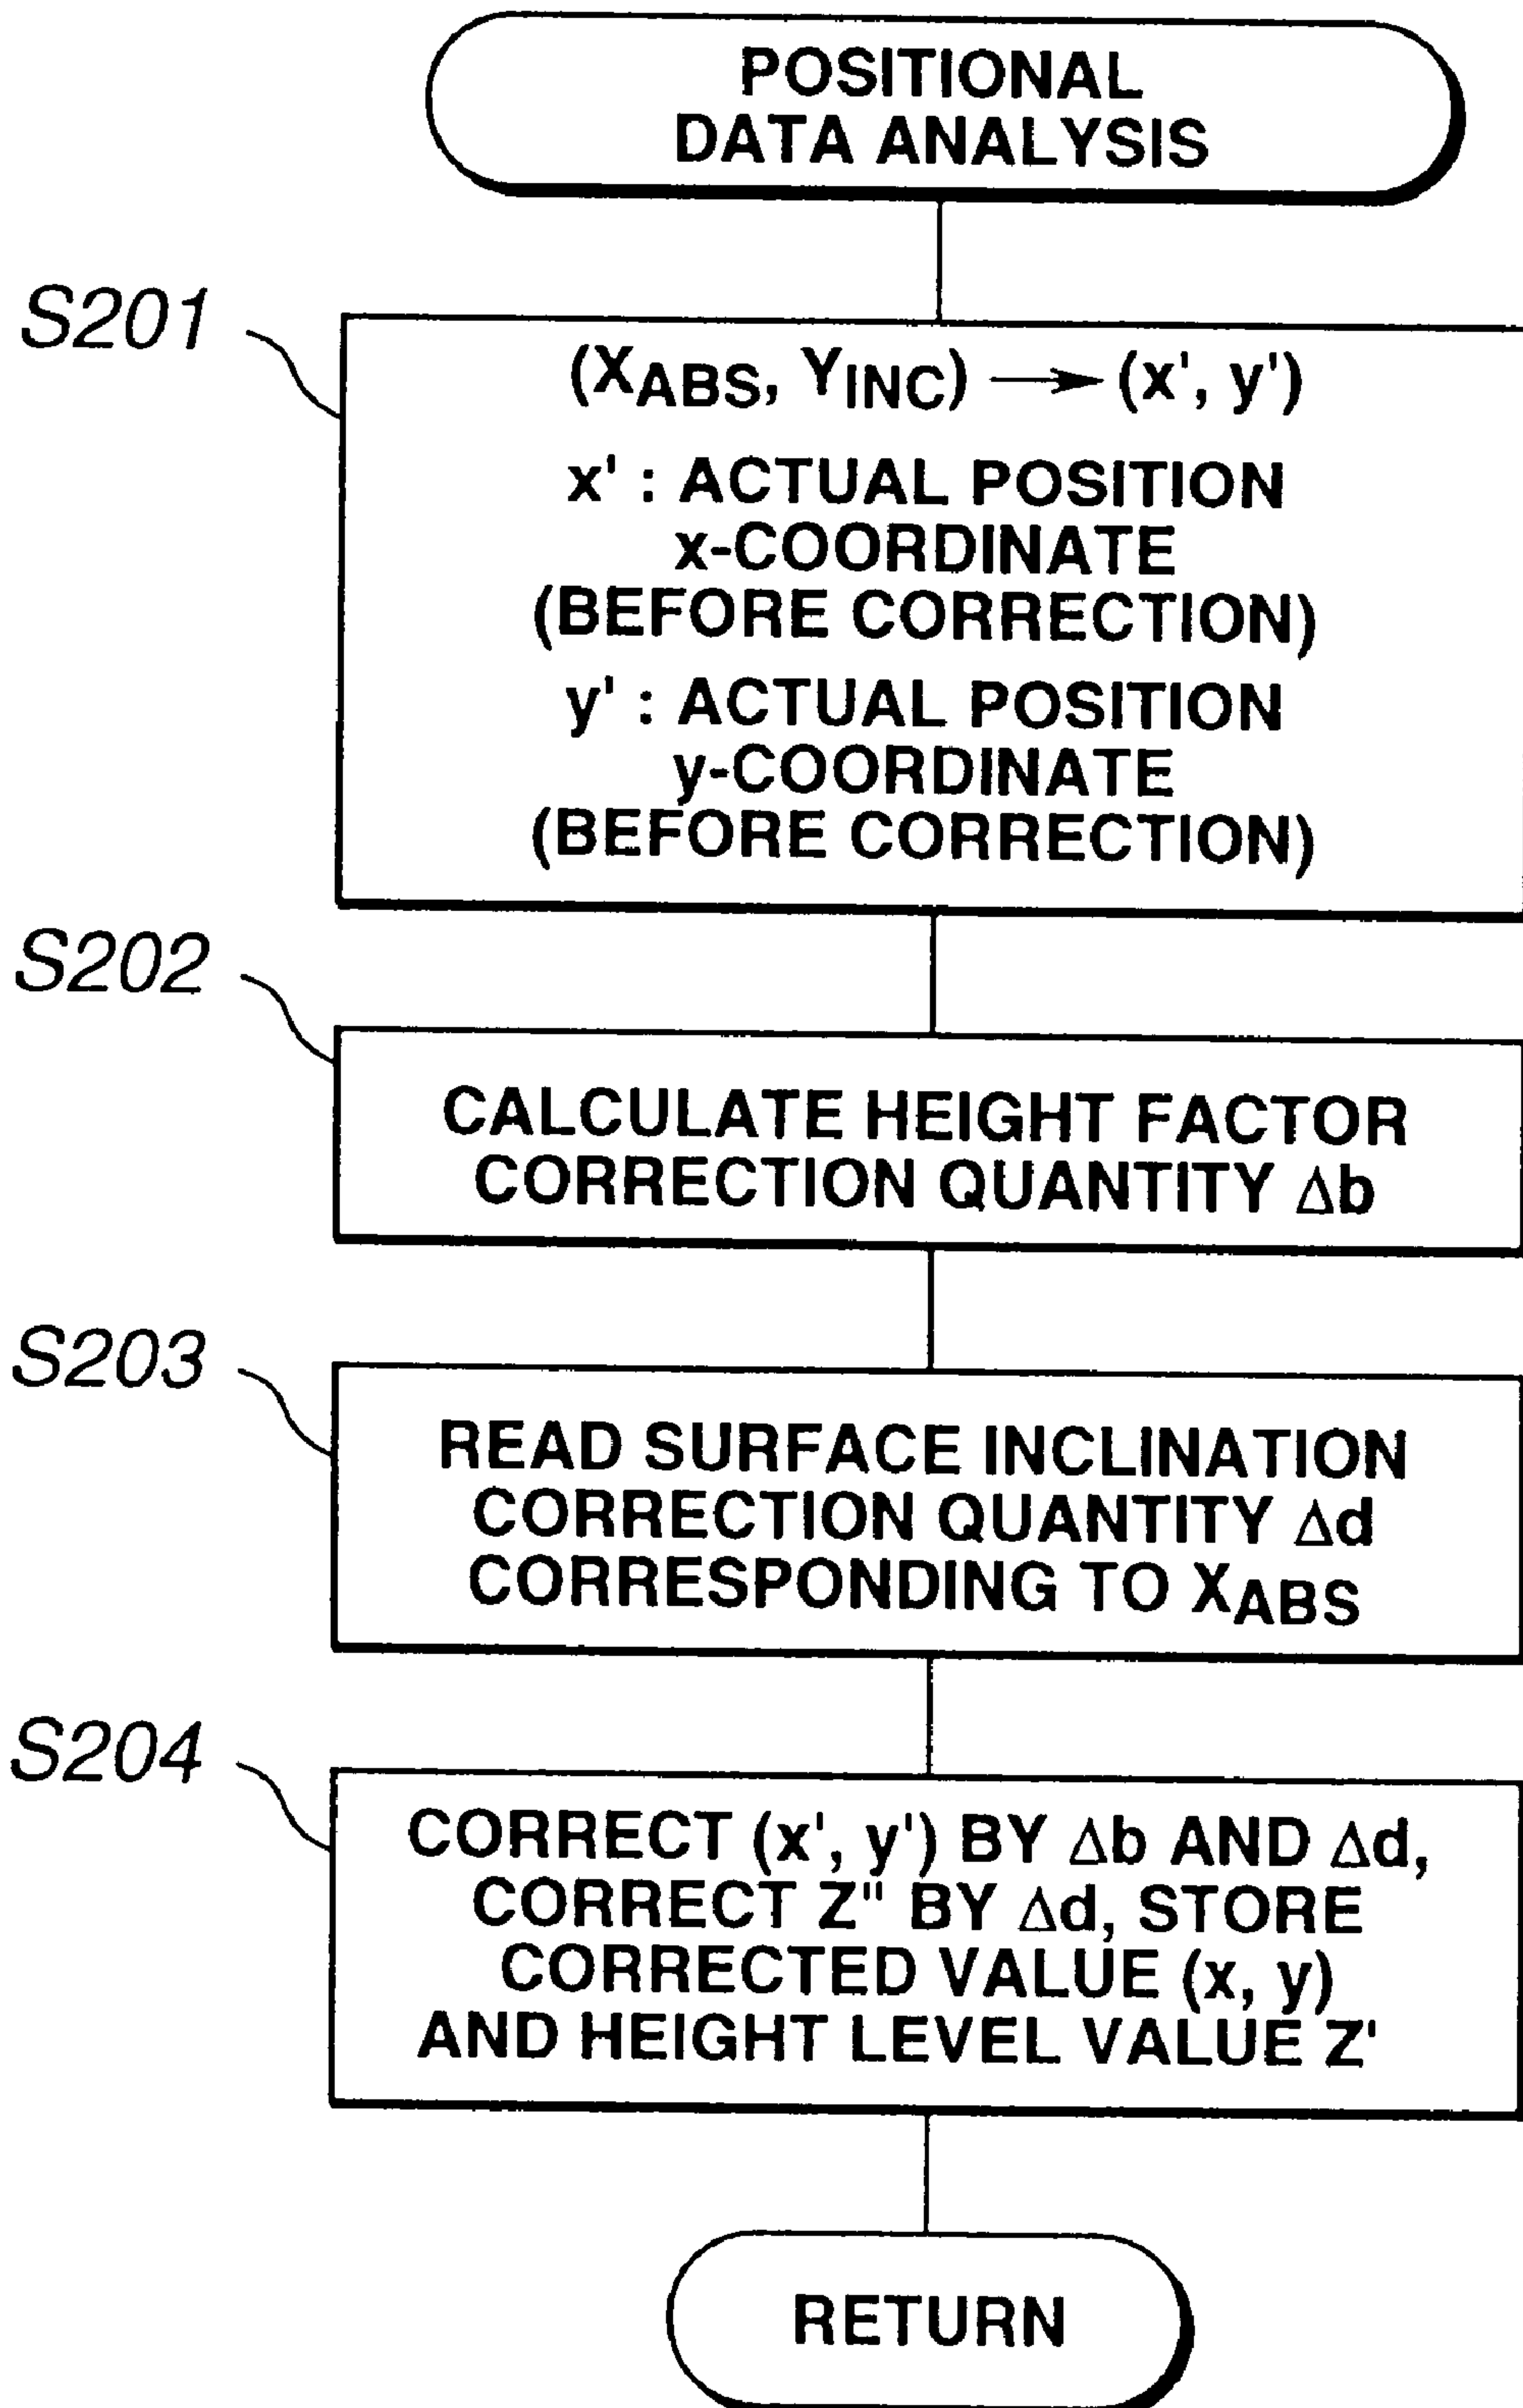 POSITIONAL
DATA ANALYSIS
S201
(XABS, YINC) → (x', y')
x' : ACTUAL POSITION
x-COORDINATE
(BEFORE CORRECTION)
y' : ACTUAL POSITION
y-COORDINATE
(BEFORE CORRECTION)
S202
CALCULATE HEIGHT FACTOR
CORRECTION QUANTITY Δb
S203
READ SURFACE INCLINATION
CORRECTION QUANTITY Δd
CORRESPONDING TO XABS
S204
CORRECT (x', y') BY Δb AND Δd,
CORRECT Z" BY Δd, STORE
CORRECTED VALUE (x, y)
AND HEIGHT LEVEL VALUE Z'
RETURN